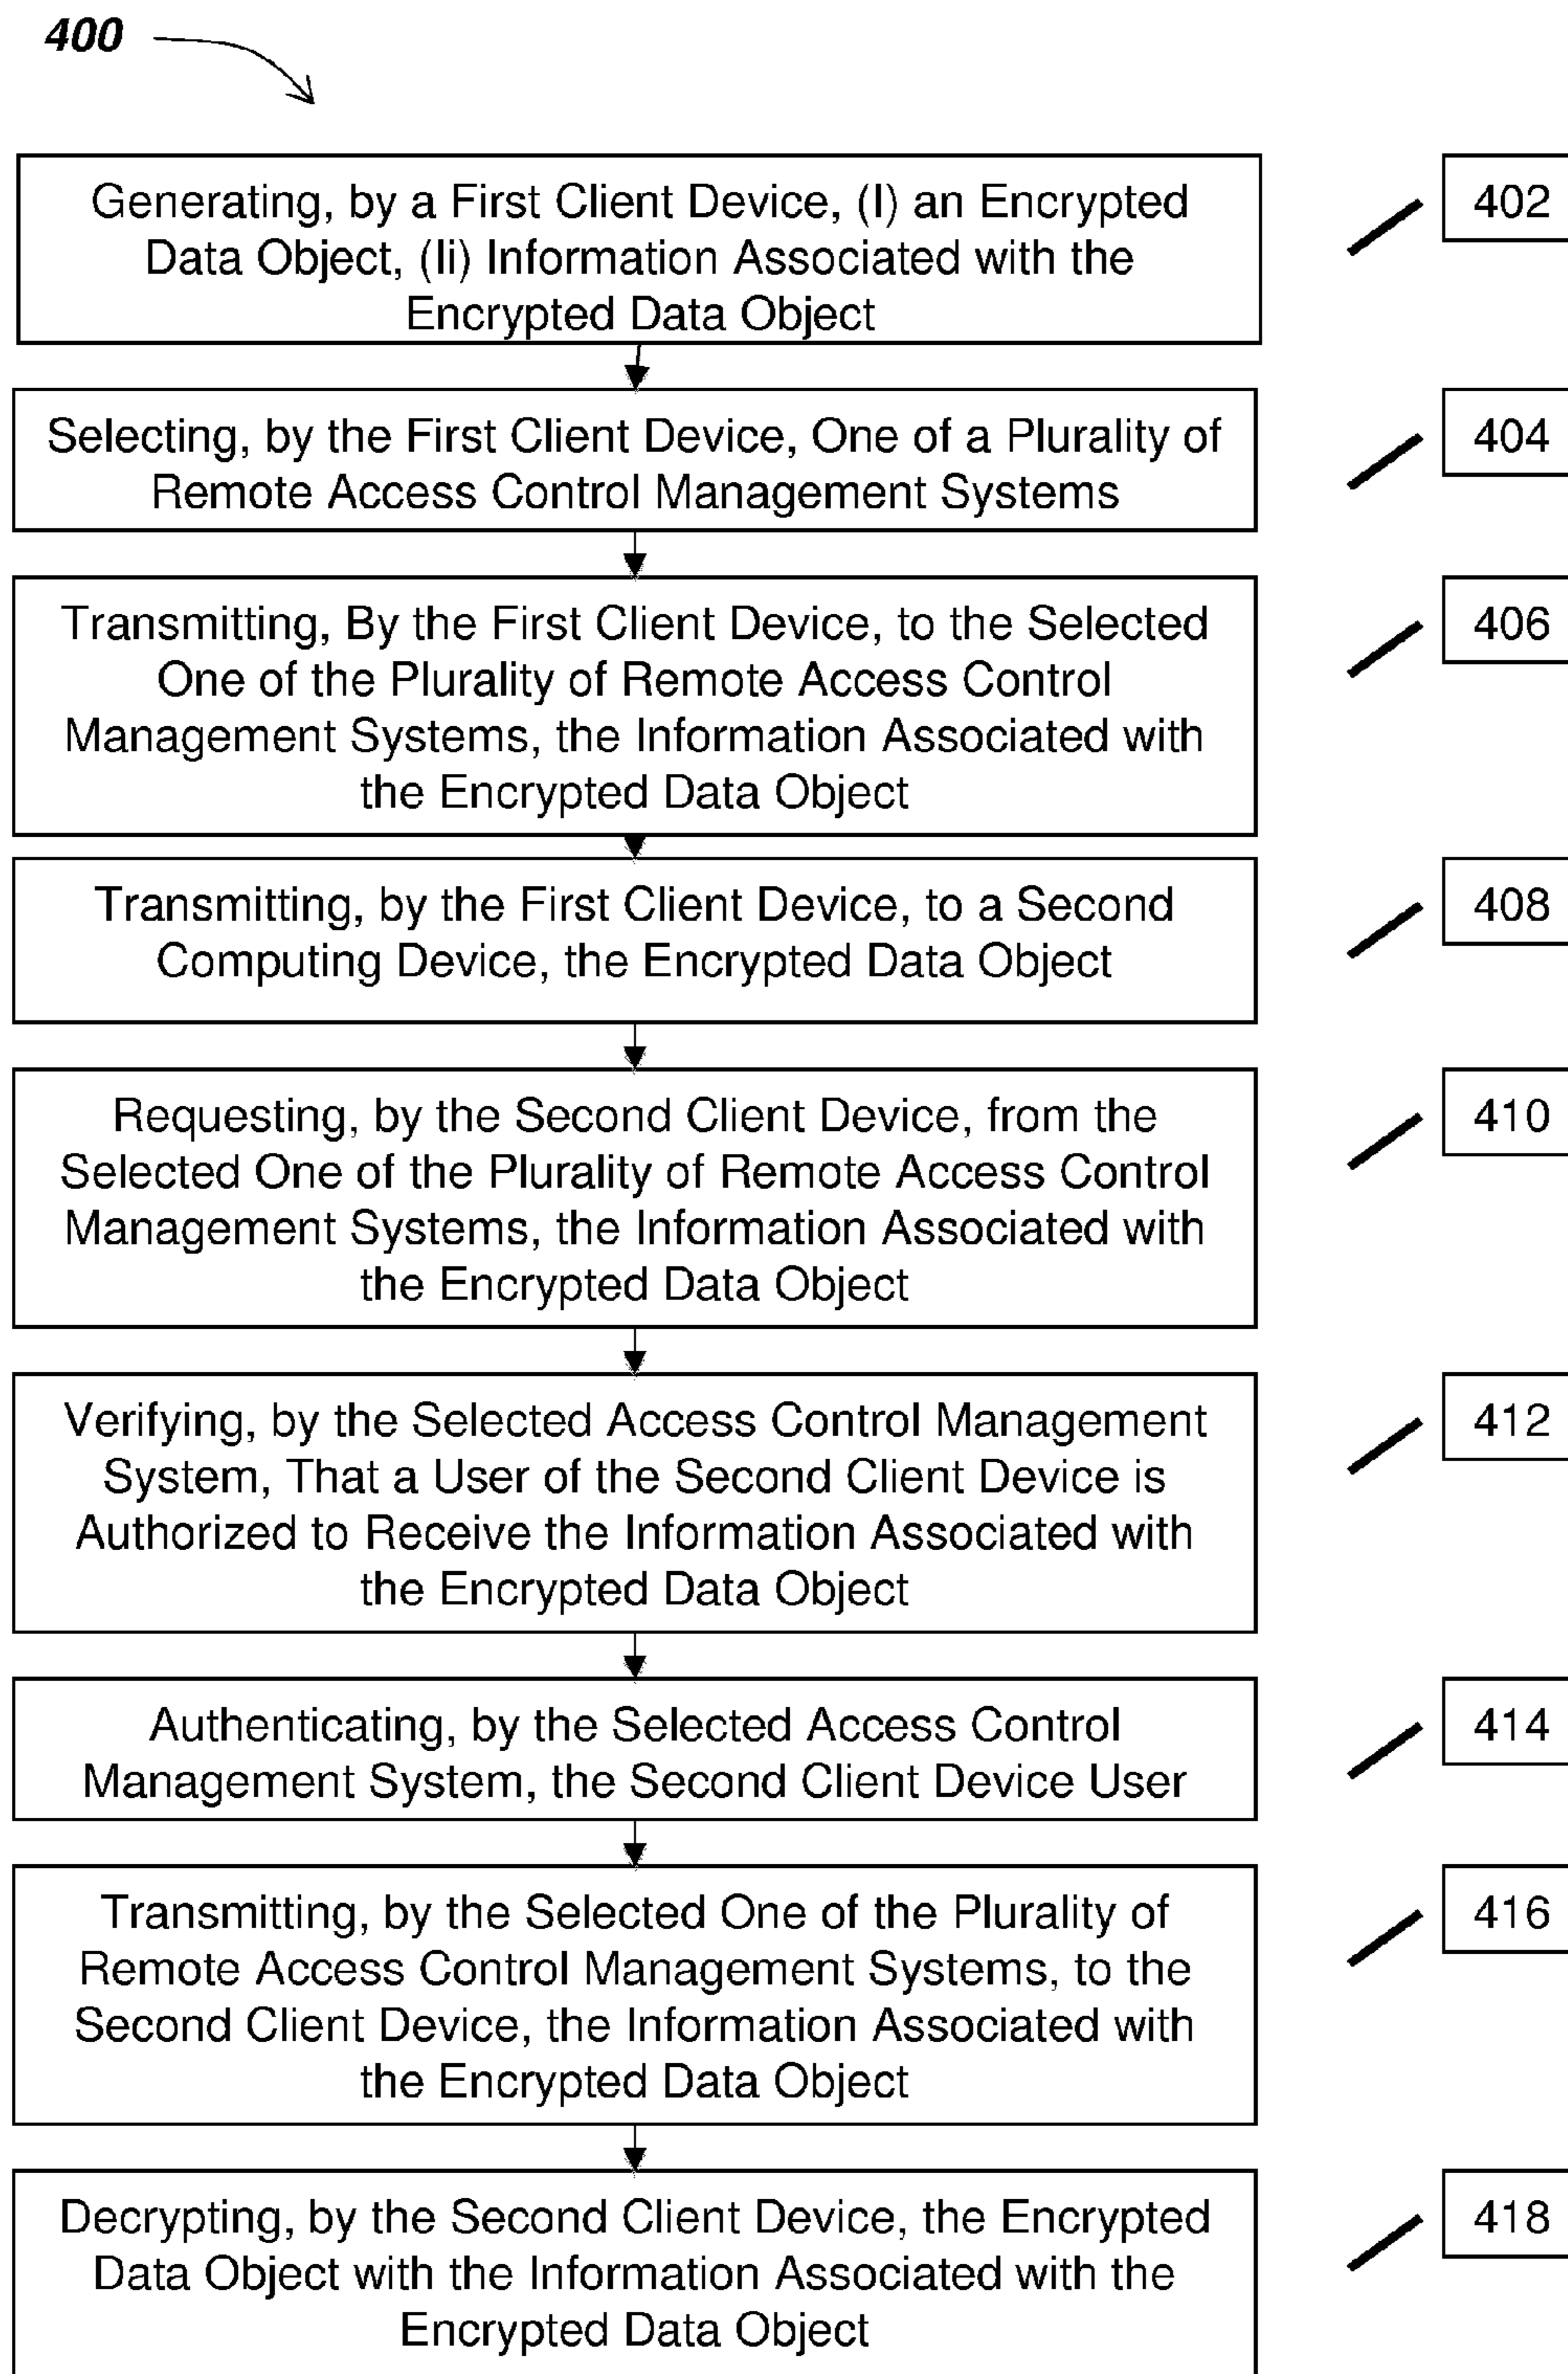 400
Generating, by a First Client Device, (I) an Encrypted
Data Object, (Ii) Information Associated with the
Encrypted Data Object
402
Selecting, by the First Client Device, One of a Plurality of
Remote Access Control Management Systems
404
Transmitting, By the First Client Device, to the Selected
One of the Plurality of Remote Access Control
Management Systems, the Information Associated with
the Encrypted Data Object
406
Transmitting, by the First Client Device, to a Second
Computing Device, the Encrypted Data Object
408
Requesting, by the Second Client Device, from the
Selected One of the Plurality of Remote Access Control
Management Systems, the Information Associated with
the Encrypted Data Object
410
Verifying, by the Selected Access Control Management
System, That a User of the Second Client Device is
Authorized to Receive the Information Associated with
the Encrypted Data Object
412
Authenticating, by the Selected Access Control
Management System, the Second Client Device User
414
Transmitting, by the Selected One of the Plurality of
Remote Access Control Management Systems, to the
Second Client Device, the Information Associated with
the Encrypted Data Object
416
Decrypting, by the Second Client Device, the Encrypted
Data Object with the Information Associated with the
Encrypted Data Object
418